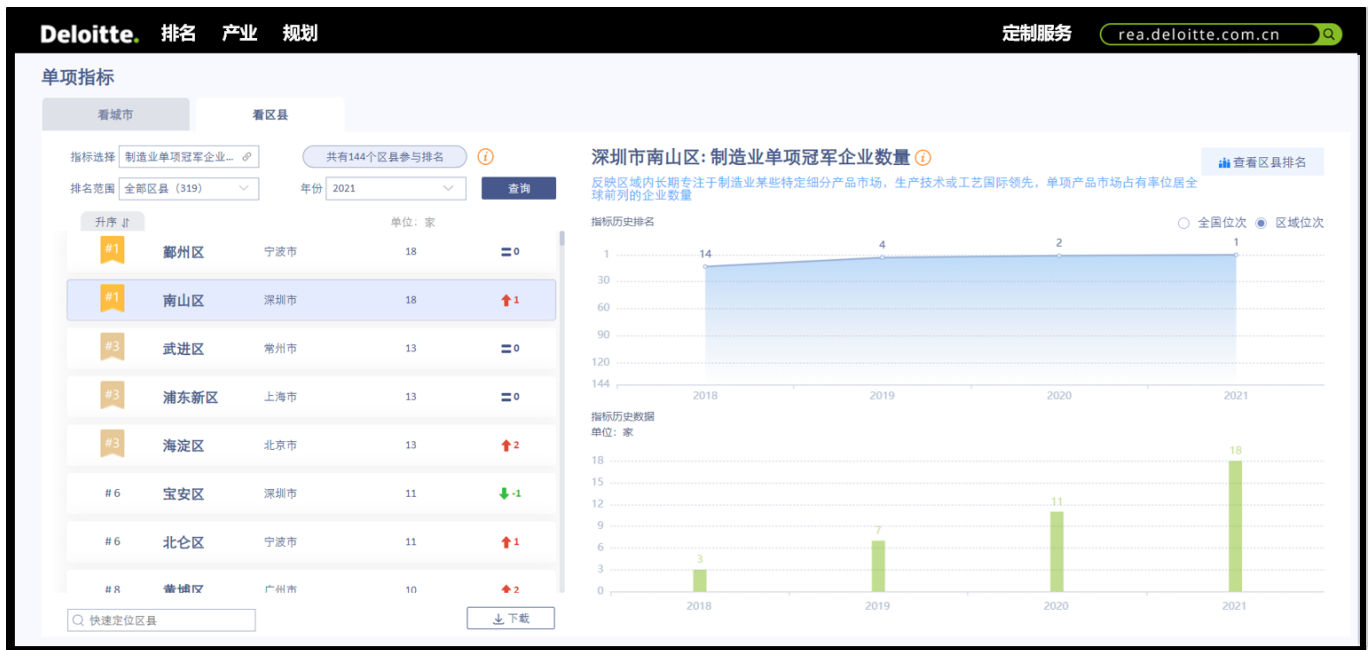 Deloitte. 排名 产业 规划 定制服务 rea.deloitte.com.cn
单项指标
看城市 看区县
指标选择 制造业单项冠军企业... 共有144个区县参与排名
排名范围 全部区县（319） 年份 2021 查询
升序 单位：家
#1 鄞州区 宁波市 18 0
#1 南山区 深圳市 18 1
#3 武进区 常州市 13 0
#3 浦东新区 上海市 13 0
#3 海淀区 北京市 13 2
#6 宝安区 深圳市 11 -1
#6 北仑区 宁波市 11 1
#8 黄埔区 广州市 10 2
快速定位区县 下载
深圳市南山区: 制造业单项冠军企业数量 查看区县排名
反映区域内长期专注于制造业某些特定细分产品市场，生产技术或工艺国际领先，单项产品市场占有率位居全
球前列的企业数量
指标历史排名 全国位次 区域位次
14 4 2 1
1
30
60
90
120
144
2018 2019 2020 2021
指标历史数据
单位：家
18
15
12
9
6
3
0
3 7 11 18
2018 2019 2020 2021